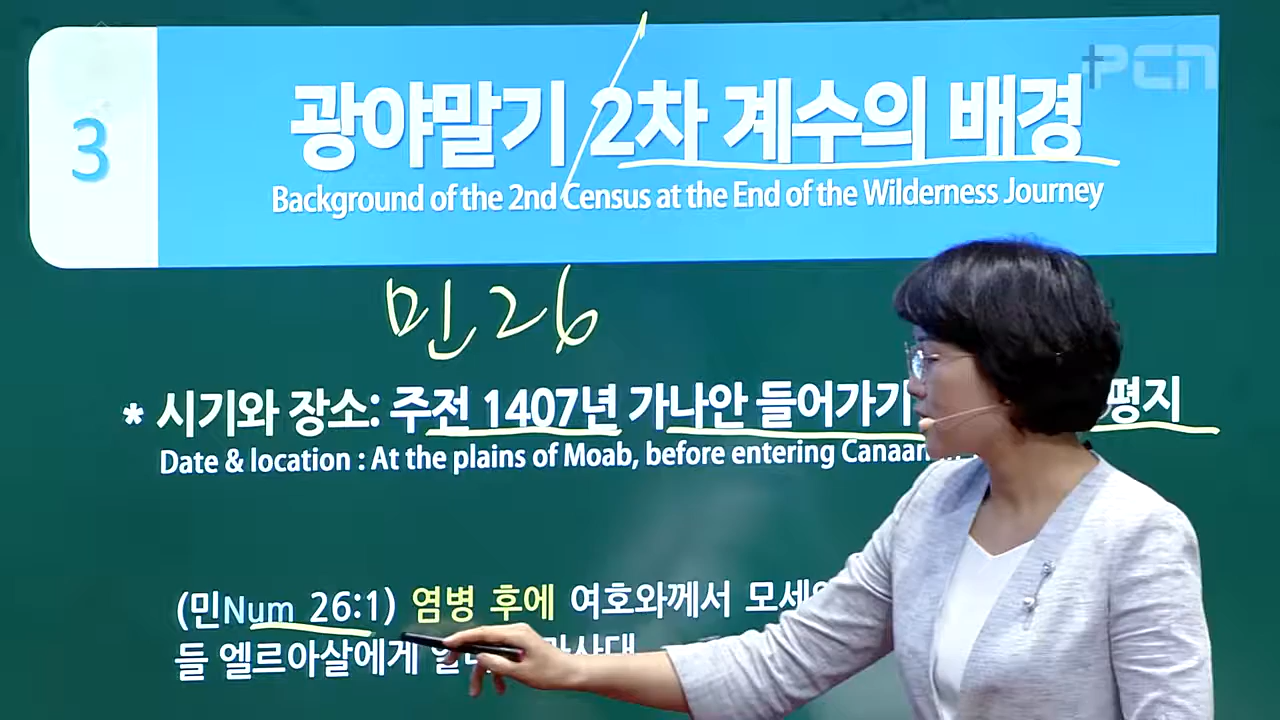 PCN
3
광야말기 2차 계수의 배경
Background of the 2nd Census at the End of the Wilderness Journey
민 26
* 시기와 장소: 주전 1407년 가나안 들어가기 평지
Date & location : At the plains of Moab, before entering Canaan
(민Num 26:1) 염병 후에 여호와께서
들 엘르아살에게